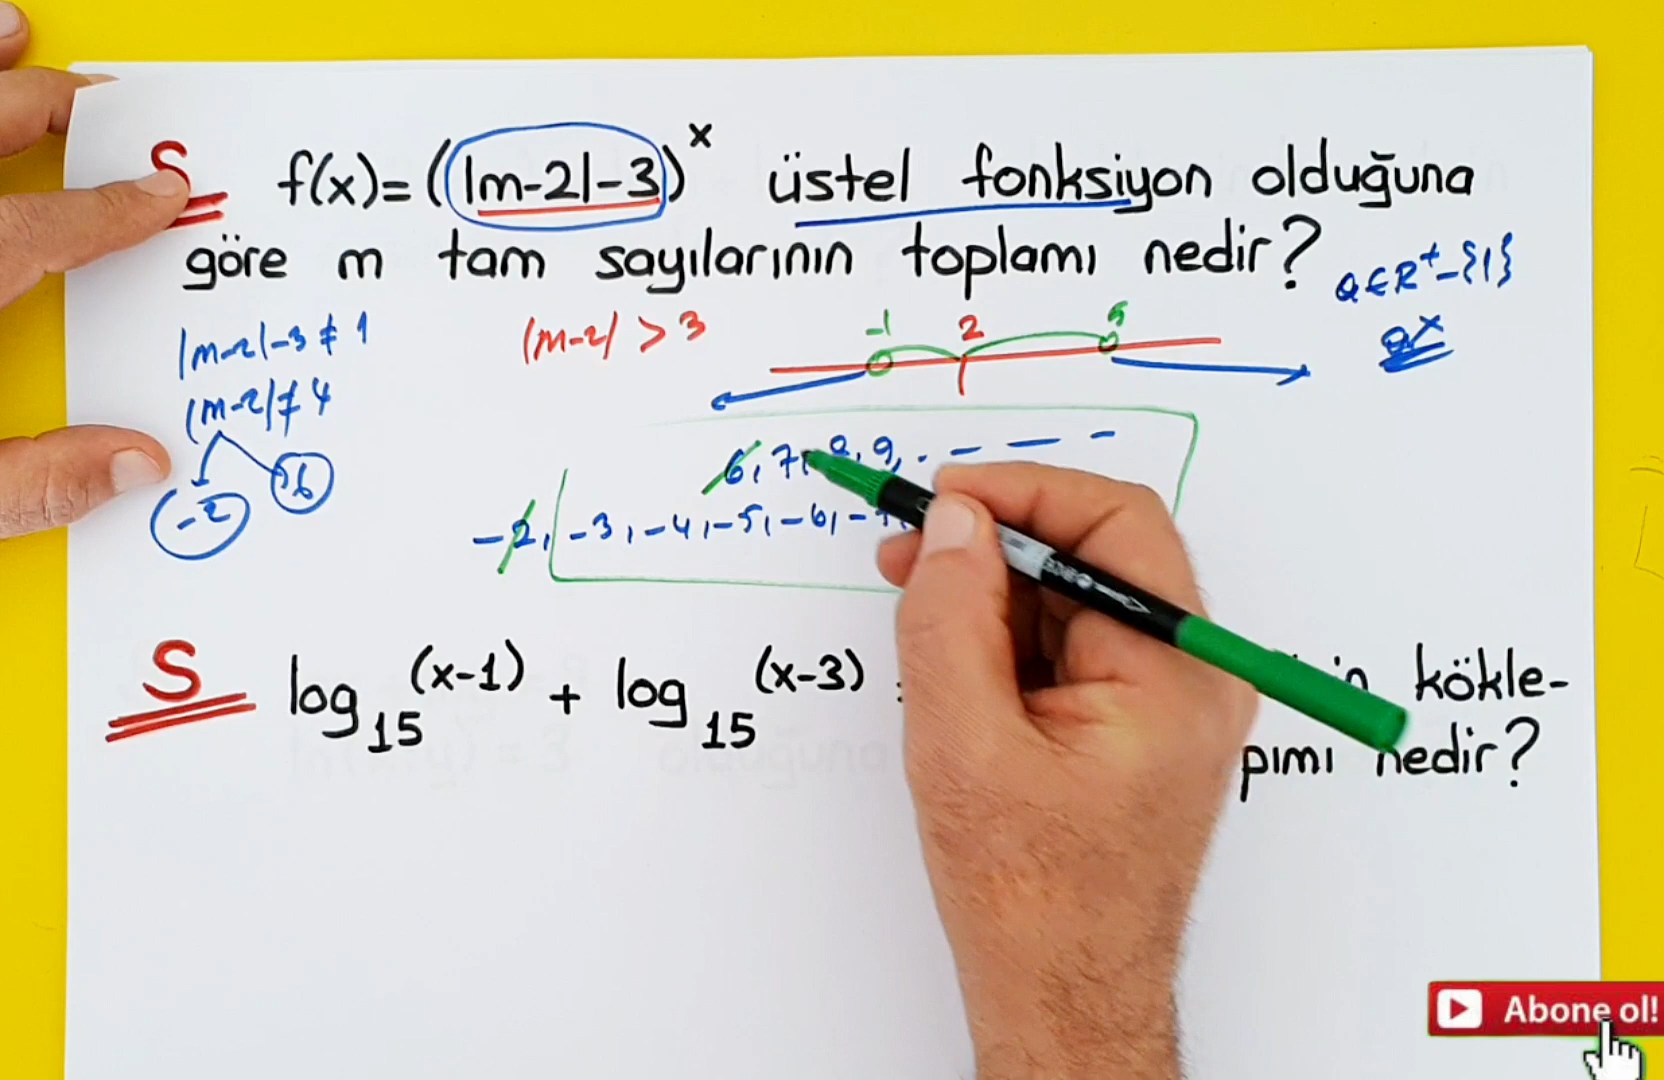 S f(x)=(|m-2|-3)^x üstel fonksiyon olduğuna
göre m tam sayılarının toplamı nedir?
a∈R⁺-{1}
a^x
|m-2|-3≠1
|m-2|≠4
-2 6
|m-2|>3
-1 2 5
6, 7, 8, 9, . - — -
-2, -3, -4, -5, -6, -7,
S log₁₅(x-1) + log₁₅(x-3) kökle-
pımı nedir?
Abone ol!